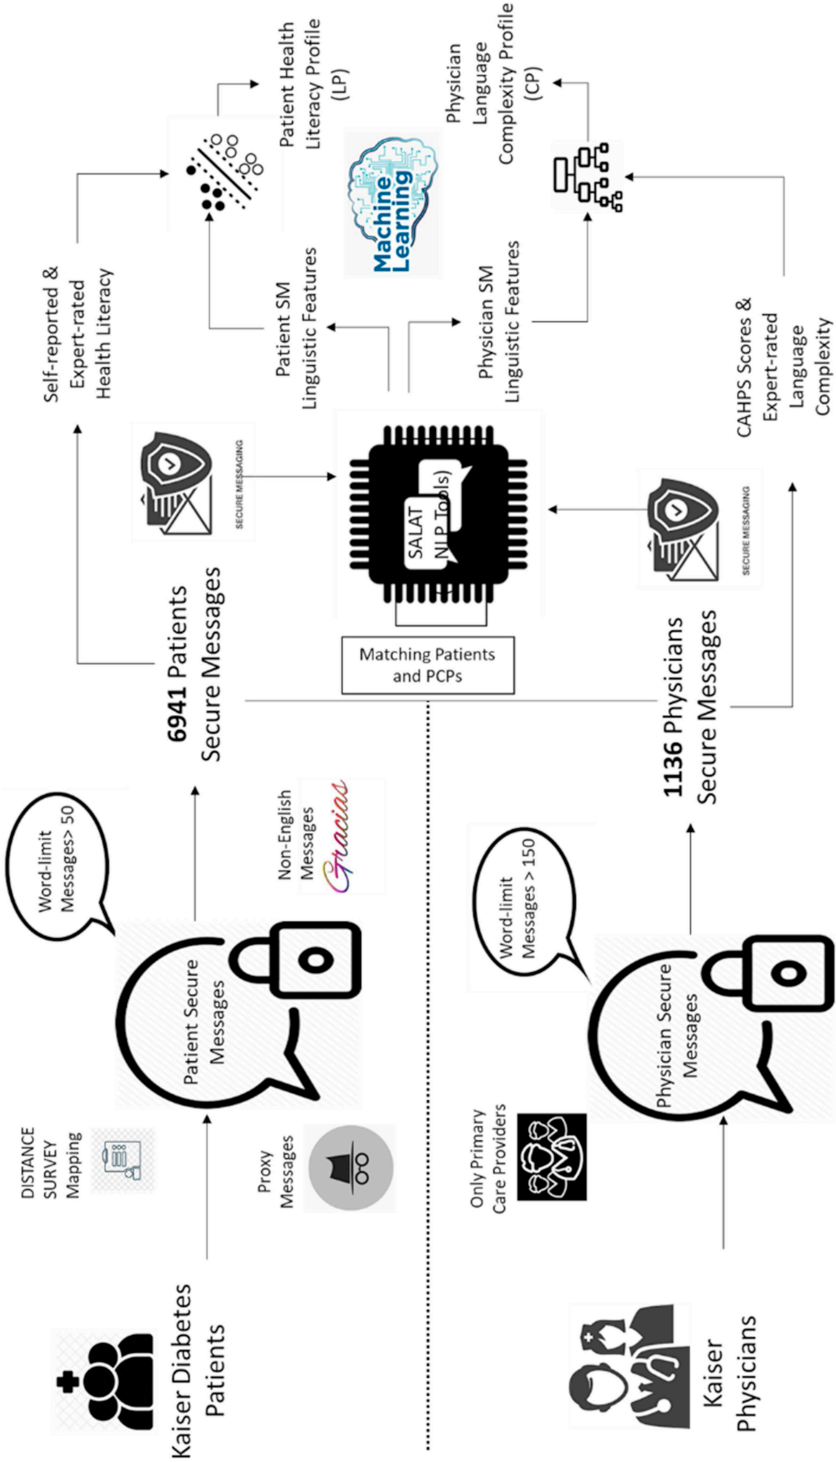 Kaiser Diabetes
Patients
DISTANCE
SURVEY
Mapping
Proxy
Messages
Patient Secure
Messages
Word-limit
Messages> 50
Non-English
Messages
Gracias
6941 Patients
Secure Messages
SECURE MESSAGING
Self-reported &
Expert-rated
Health Literacy
Patient SM
Linguistic Features
Patient Health
Literacy Profile
(LP)
Matching Patients
and PCPs
SALAT
NLP Tools)
Machine
Learning
Kaiser
Physicians
Only Primary
Care Providers
Physician Secure
Messages
Word-limit
Messages > 150
1136 Physicians
Secure Messages
SECURE MESSAGING
Physician SM
Linguistic Features
CAHPS Scores &
Expert-rated
Language
Complexity
Physician
Language
Complexity Profile
(CP)